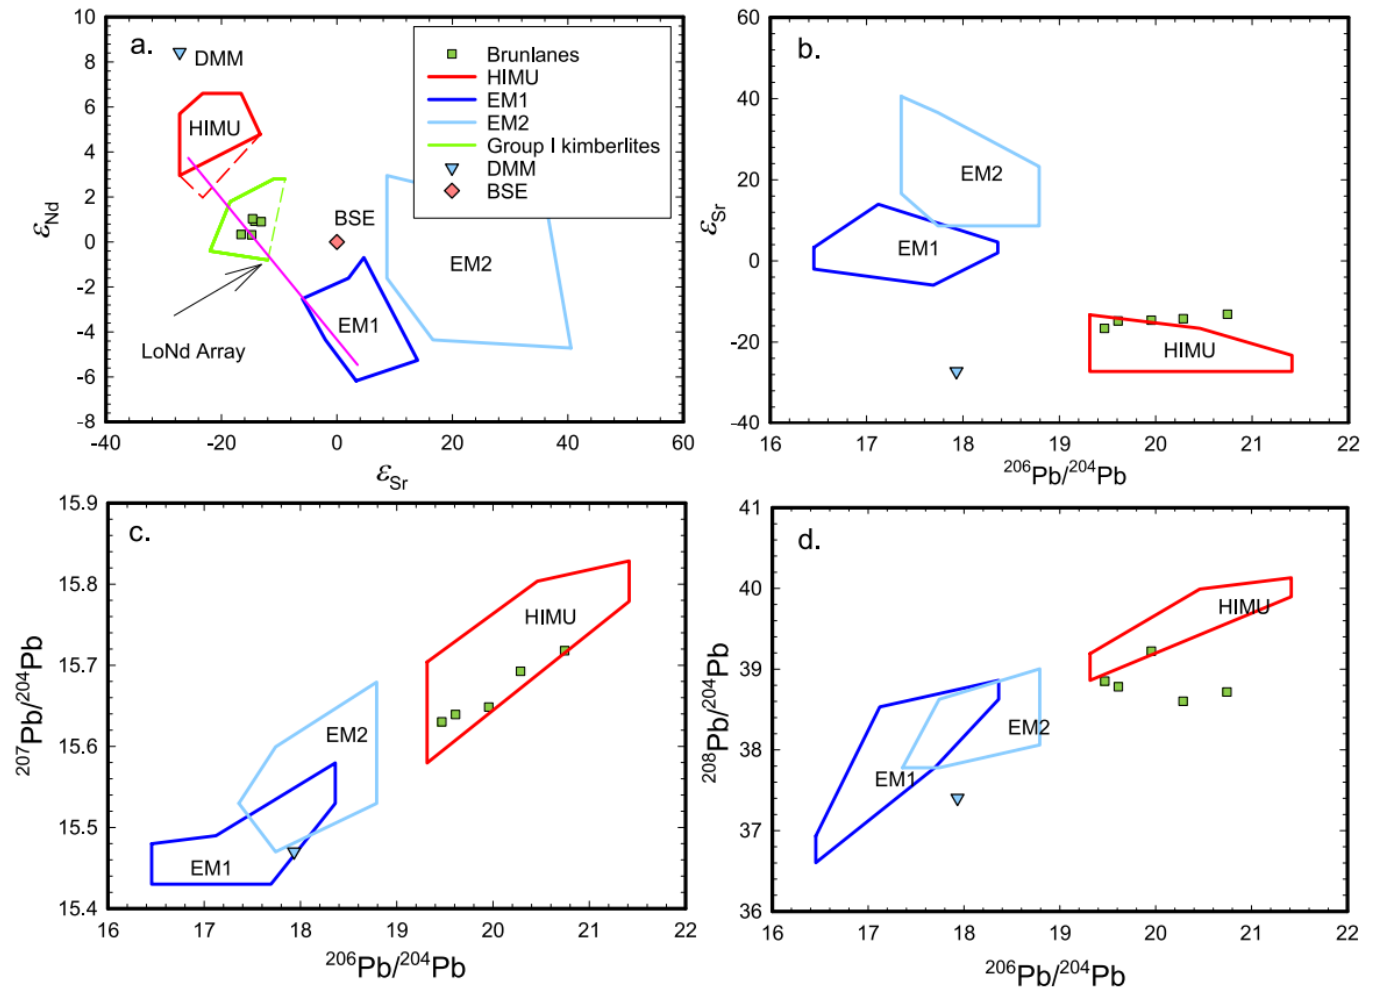 a.
10
8
6
4
2
0
-2
-4
-6
-8
εNd
DMM
HIMU
BSE
EM2
EM1
LoNd Array
Brunlanes
HIMU
EM1
EM2
Group I kimberlites
DMM
BSE
-40 -20 0 20 40 60
εSr
b.
60
40
20
0
-20
-40
εSr
EM2
EM1
HIMU
16 17 18 19 20 21 22
²⁰⁶Pb/²⁰⁴Pb
c.
15.9
15.8
15.7
15.6
15.5
15.4
²⁰⁷Pb/²⁰⁴Pb
HIMU
EM2
EM1
16 17 18 19 20 21 22
²⁰⁶Pb/²⁰⁴Pb
d.
41
40
39
38
37
36
²⁰⁸Pb/²⁰⁴Pb
HIMU
EM2
EM1
16 17 18 19 20 21 22
²⁰⁶Pb/²⁰⁴Pb